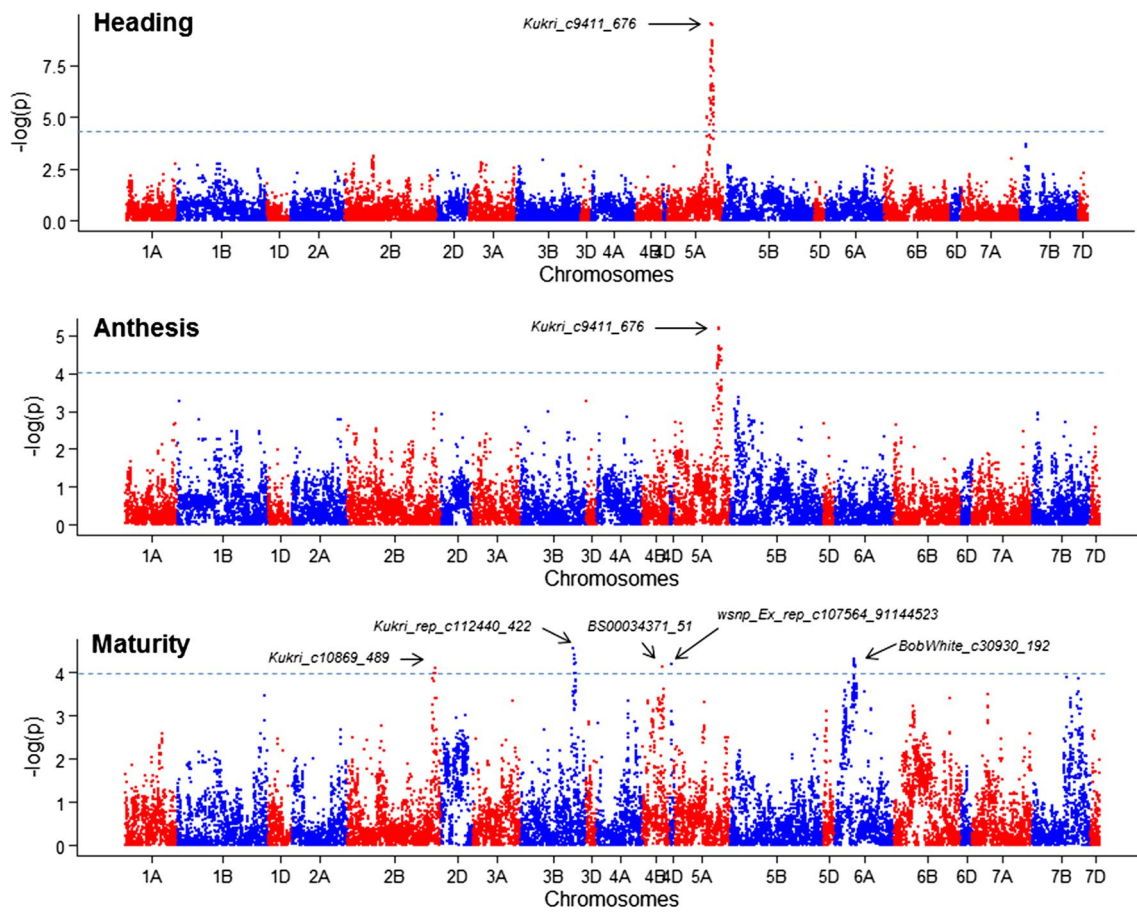 Heading
Kukri_c9411_676
7.5
5.0
2.5
0.0
-log(p)
1A 1B 1D 2A 2B 2D 3A 3B 3D 4A 4B 4D 5A 5B 5D 6A 6B 6D 7A 7B 7D
Chromosomes
Anthesis
Kukri_c9411_676
5
4
3
2
1
0
-log(p)
1A 1B 1D 2A 2B 2D 3A 3B 3D 4A 4B 4D 5A 5B 5D 6A 6B 6D 7A 7B 7D
Chromosomes
Maturity
Kukri_c10869_489
Kukri_rep_c112440_422
BS00034371_51
wsnp_Ex_rep_c107564_91144523
BobWhite_c30930_192
4
3
2
1
0
-log(p)
1A 1B 1D 2A 2B 2D 3A 3B 3D 4A 4B 4D 5A 5B 5D 6A 6B 6D 7A 7B 7D
Chromosomes